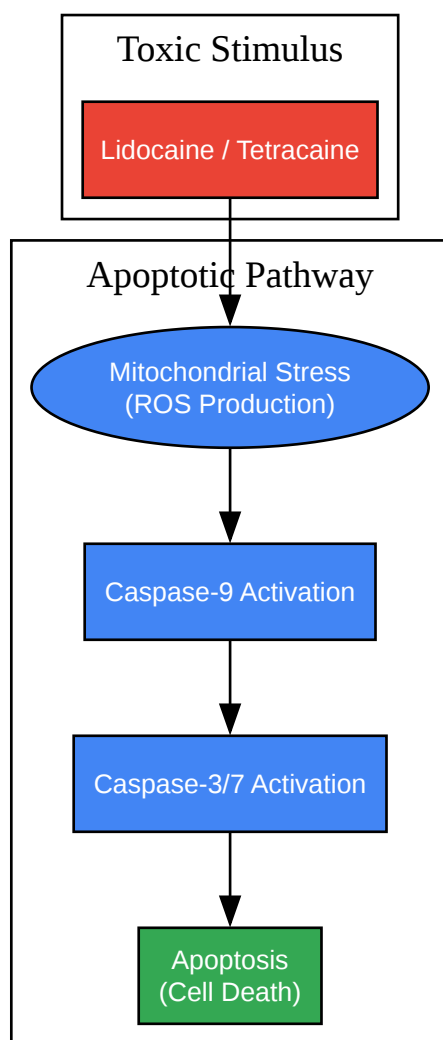 Toxic Stimulus
Lidocaine / Tetracaine
Apoptotic Pathway
Mitochondrial Stress
(ROS Production)
Caspase-9 Activation
Caspase-3/7 Activation
Apoptosis
(Cell Death)